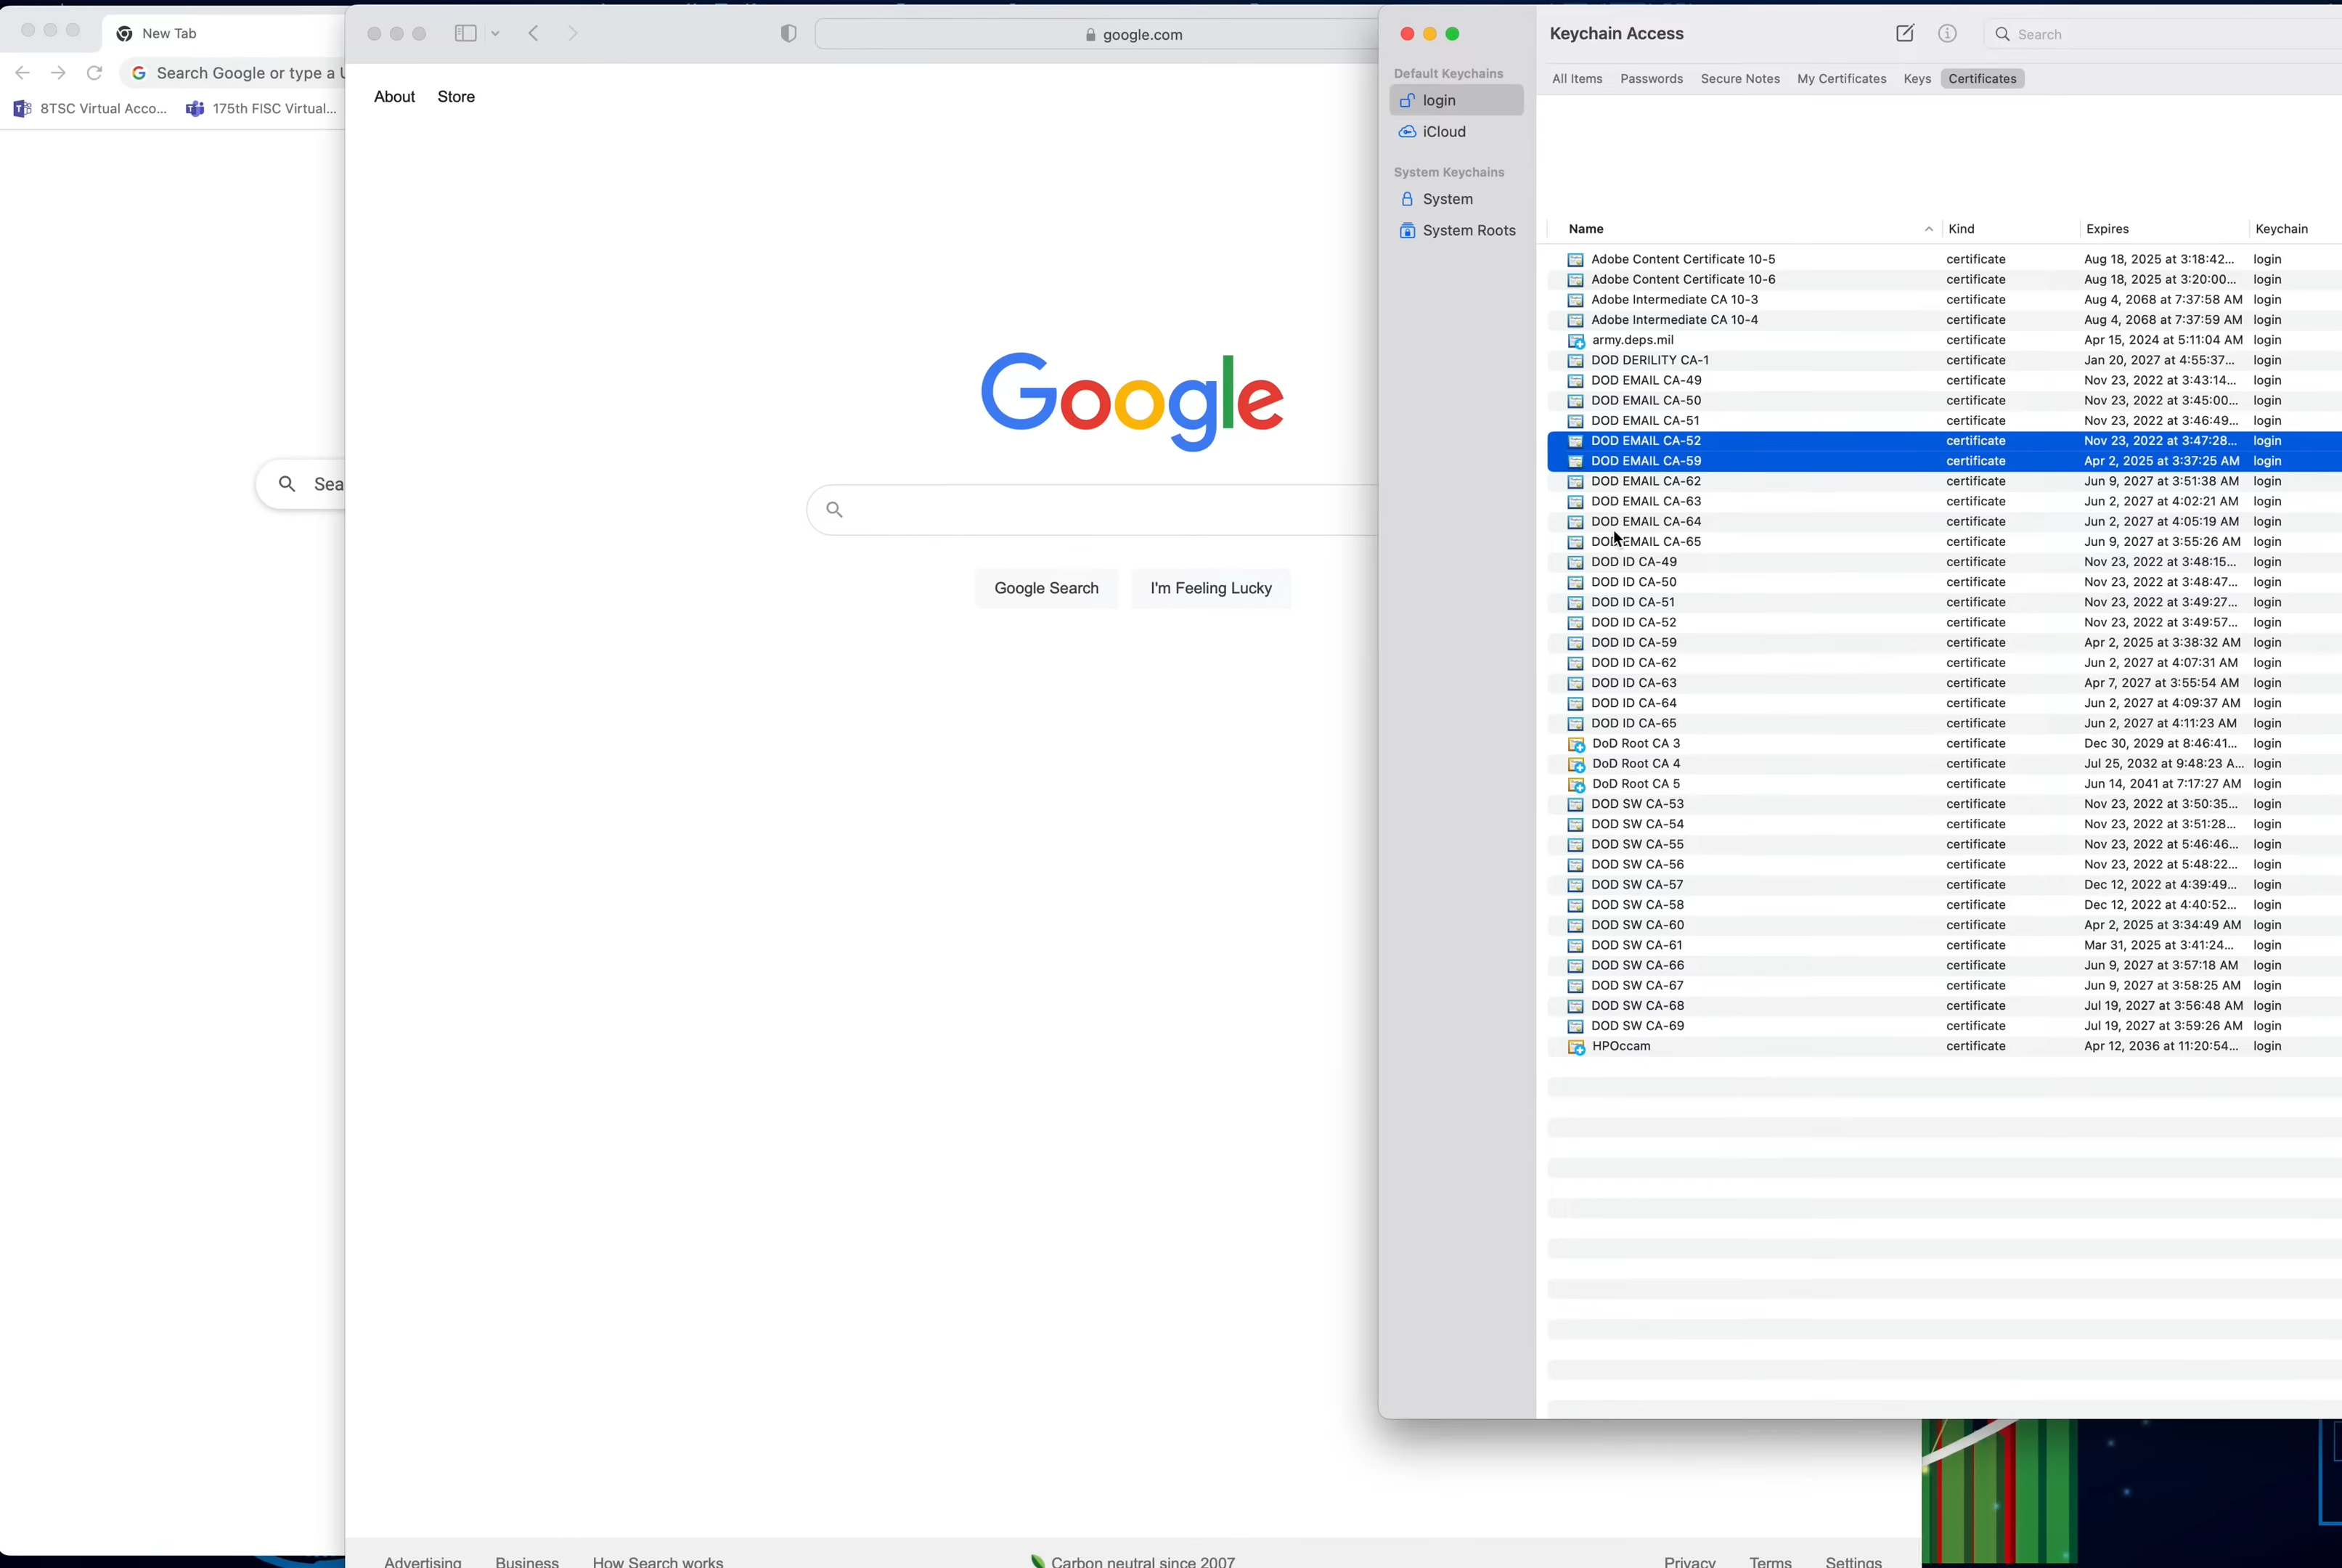 New Tab
Search Google or type a U
8TSC Virtual Acco... 175th FISC Virtual...
Sea
google.com
About Store
Google
Google Search I'm Feeling Lucky
Advertising Business How Search works Carbon neutral since 2007 Privacy Terms Settings
Keychain Access Search
Default Keychains
login
iCloud
System Keychains
System
System Roots
All Items Passwords Secure Notes My Certificates Keys Certificates
Name Kind Expires Keychain
Adobe Content Certificate 10-5 certificate Aug 18, 2025 at 3:18:42... login
Adobe Content Certificate 10-6 certificate Aug 18, 2025 at 3:20:00... login
Adobe Intermediate CA 10-3 certificate Aug 4, 2068 at 7:37:58 AM login
Adobe Intermediate CA 10-4 certificate Aug 4, 2068 at 7:37:59 AM login
army.deps.mil certificate Apr 15, 2024 at 5:11:04 AM login
DOD DERILITY CA-1 certificate Jan 20, 2027 at 4:55:37... login
DOD EMAIL CA-49 certificate Nov 23, 2022 at 3:43:14... login
DOD EMAIL CA-50 certificate Nov 23, 2022 at 3:45:00... login
DOD EMAIL CA-51 certificate Nov 23, 2022 at 3:46:49... login
DOD EMAIL CA-52 certificate Nov 23, 2022 at 3:47:28... login
DOD EMAIL CA-59 certificate Apr 2, 2025 at 3:37:25 AM login
DOD EMAIL CA-62 certificate Jun 9, 2027 at 3:51:38 AM login
DOD EMAIL CA-63 certificate Jun 2, 2027 at 4:02:21 AM login
DOD EMAIL CA-64 certificate Jun 2, 2027 at 4:05:19 AM login
DOD EMAIL CA-65 certificate Jun 9, 2027 at 3:55:26 AM login
DOD ID CA-49 certificate Nov 23, 2022 at 3:48:15... login
DOD ID CA-50 certificate Nov 23, 2022 at 3:48:47... login
DOD ID CA-51 certificate Nov 23, 2022 at 3:49:27... login
DOD ID CA-52 certificate Nov 23, 2022 at 3:49:57... login
DOD ID CA-59 certificate Apr 2, 2025 at 3:38:32 AM login
DOD ID CA-62 certificate Jun 2, 2027 at 4:07:31 AM login
DOD ID CA-63 certificate Apr 7, 2027 at 3:55:54 AM login
DOD ID CA-64 certificate Jun 2, 2027 at 4:09:37 AM login
DOD ID CA-65 certificate Jun 2, 2027 at 4:11:23 AM login
DoD Root CA 3 certificate Dec 30, 2029 at 8:46:41... login
DoD Root CA 4 certificate Jul 25, 2032 at 9:48:23 A... login
DoD Root CA 5 certificate Jun 14, 2041 at 7:17:27 AM login
DOD SW CA-53 certificate Nov 23, 2022 at 3:50:35... login
DOD SW CA-54 certificate Nov 23, 2022 at 3:51:28... login
DOD SW CA-55 certificate Nov 23, 2022 at 5:46:46... login
DOD SW CA-56 certificate Nov 23, 2022 at 5:48:22... login
DOD SW CA-57 certificate Dec 12, 2022 at 4:39:49... login
DOD SW CA-58 certificate Dec 12, 2022 at 4:40:52... login
DOD SW CA-60 certificate Apr 2, 2025 at 3:34:49 AM login
DOD SW CA-61 certificate Mar 31, 2025 at 3:41:24... login
DOD SW CA-66 certificate Jun 9, 2027 at 3:57:18 AM login
DOD SW CA-67 certificate Jun 9, 2027 at 3:58:25 AM login
DOD SW CA-68 certificate Jul 19, 2027 at 3:56:48 AM login
DOD SW CA-69 certificate Jul 19, 2027 at 3:59:26 AM login
HPOccam certificate Apr 12, 2036 at 11:20:54... login